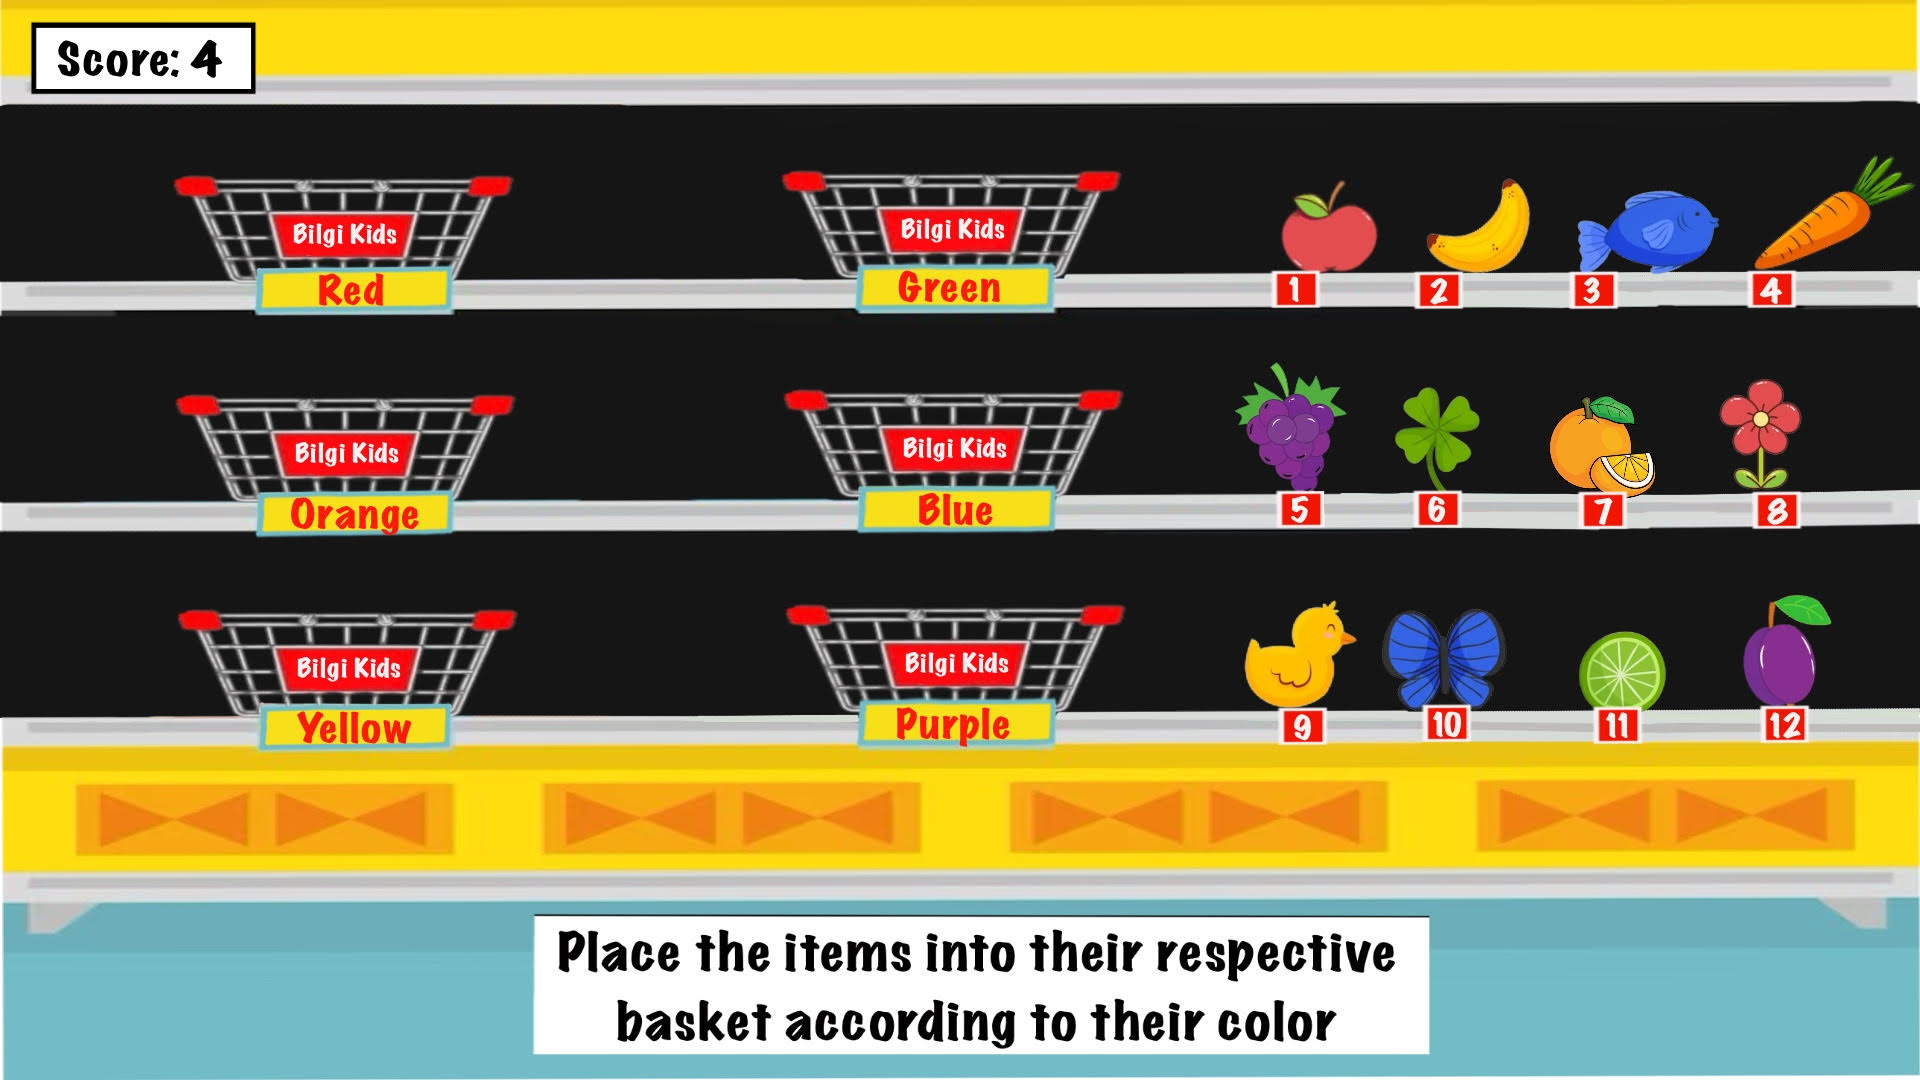 Score: 4
Bilgi Kids
Red
Bilgi Kids
Green
1
2
3
4
Bilgi Kids
Orange
Bilgi Kids
Blue
5
6
7
8
Bilgi Kids
Yellow
Bilgi Kids
Purple
9
10
11
12
Place the items into their respective
basket according to their color